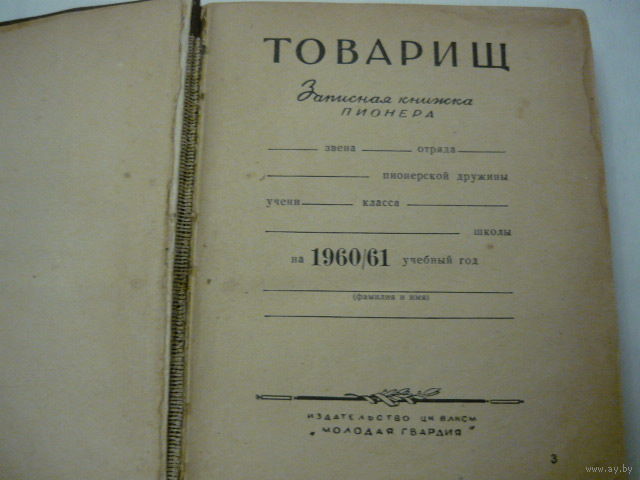 ТОВАРИЩ
Записная книжка
ПИОНЕРА
звена отряда
пионерской дружины
учени класса
школы
на 1960/61 учебный год
(фамилия и имя)
ИЗДАТЕЛЬСТВО ЦК ВЛКСМ
„МОЛОДАЯ ГВАРДИЯ"
3
www.ay.by